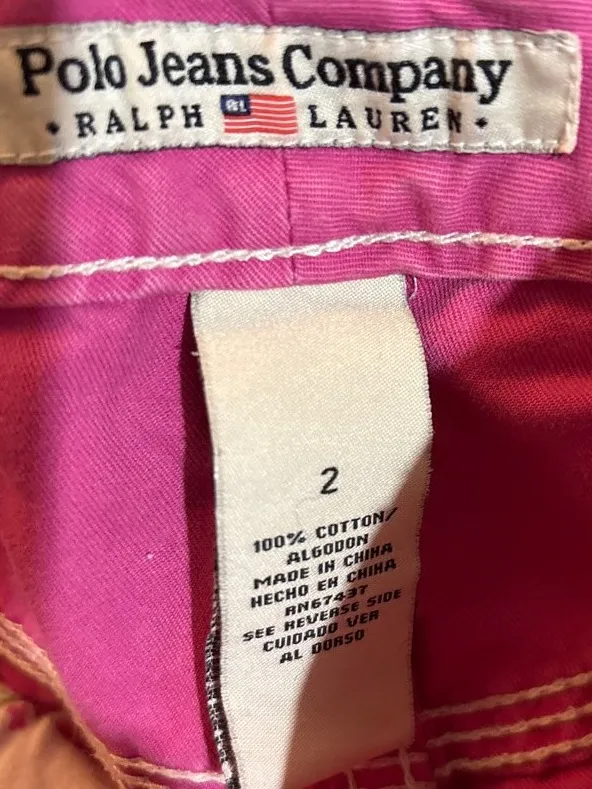 Polo Jeans Company
• RALPH LAUREN •
2
100% COTTON/
ALGODON
MADE IN CHINA
HECHO EN CHINA
RN67437
SEE REVERSE SIDE
CUIDADO VER
AL DORSO